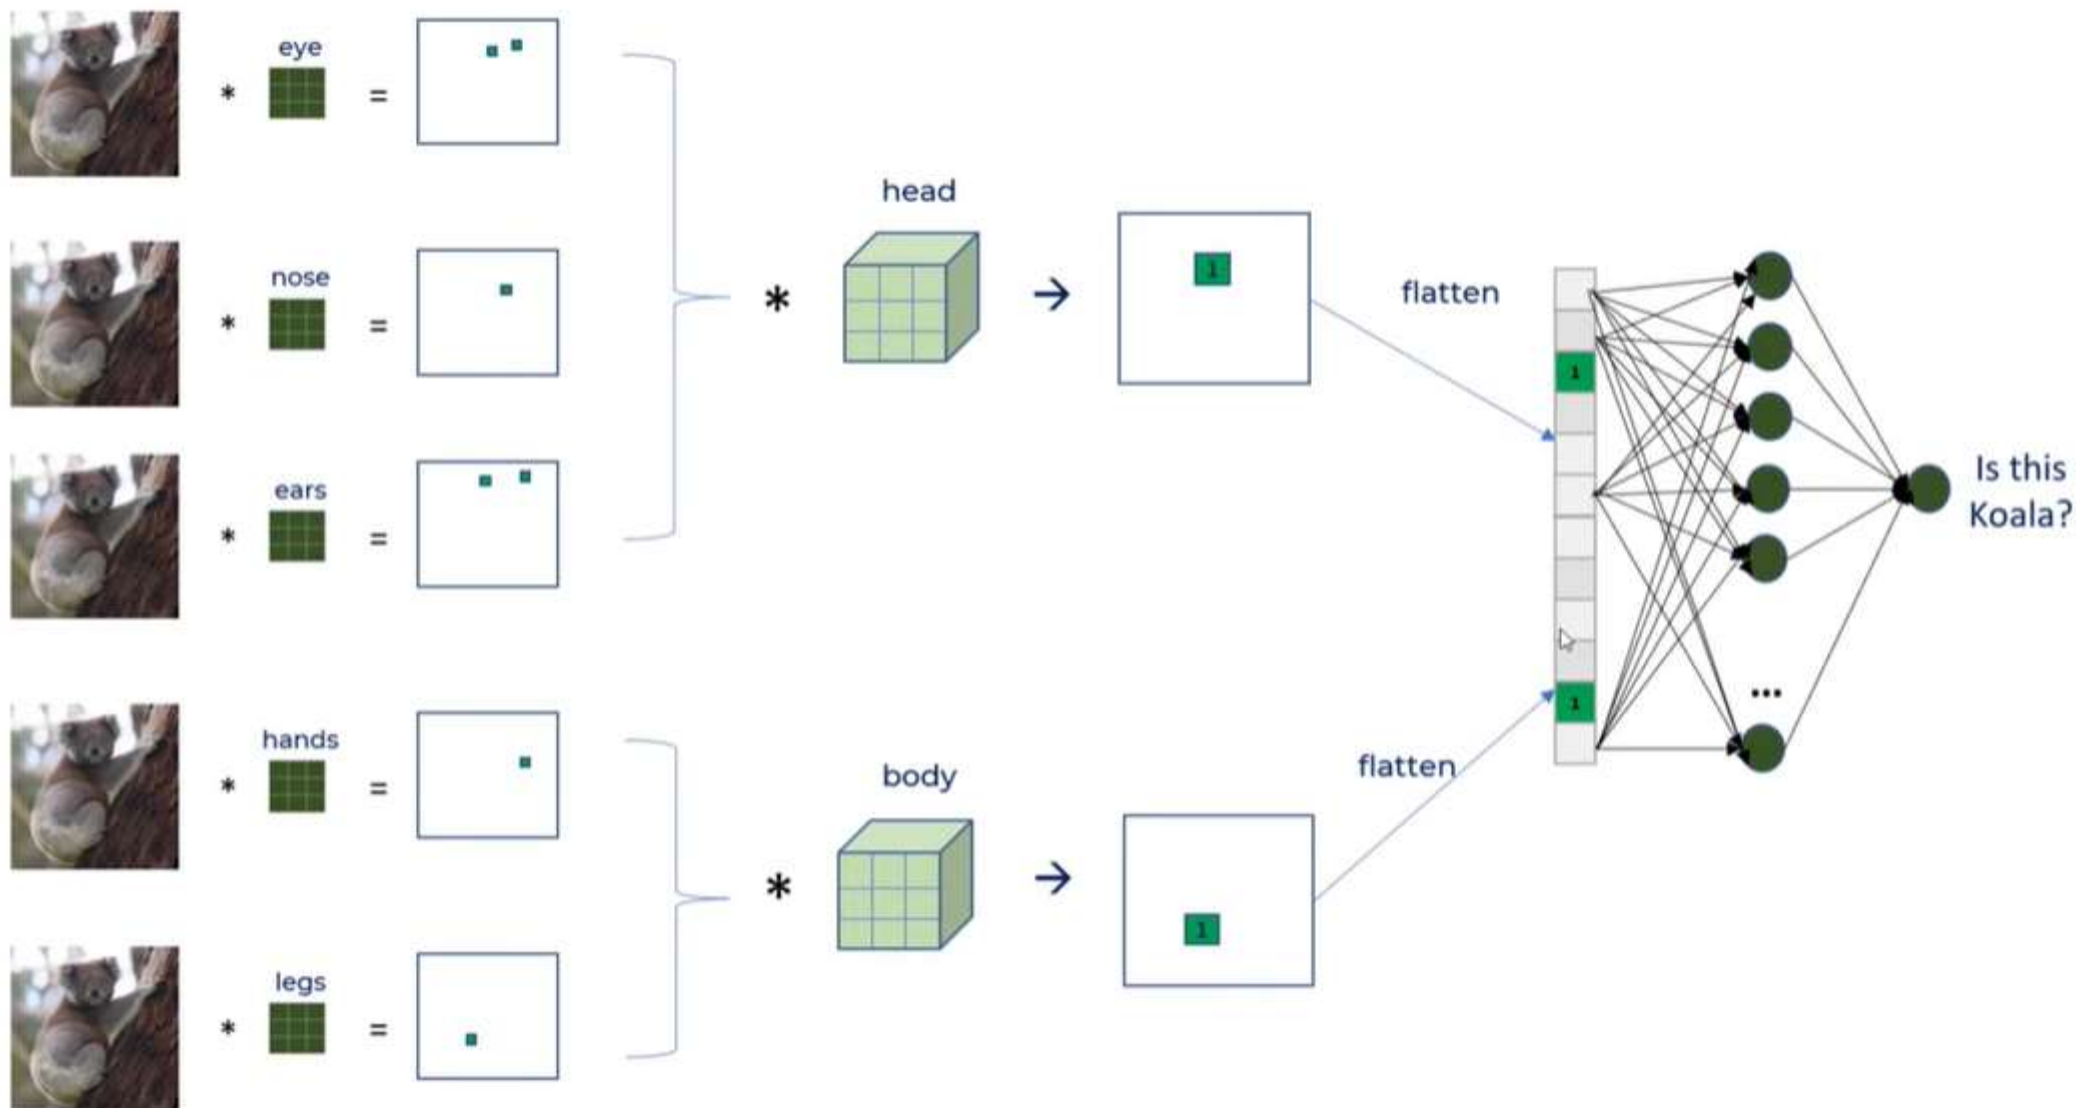 eye
* =
nose
* =
ears
* =
head
* →
1
flatten
hands
* =
legs
* =
body
* →
1
flatten
1
1
...
Is this
Koala?